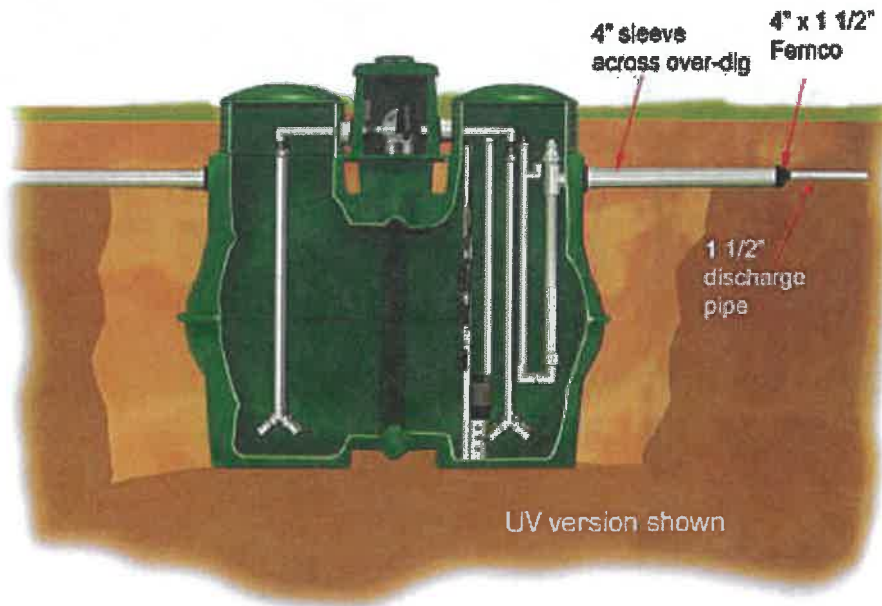 4" sleeve
across over-dig
4" x 1 1/2"
Fernco
1 1/2"
discharge
pipe
UV version shown